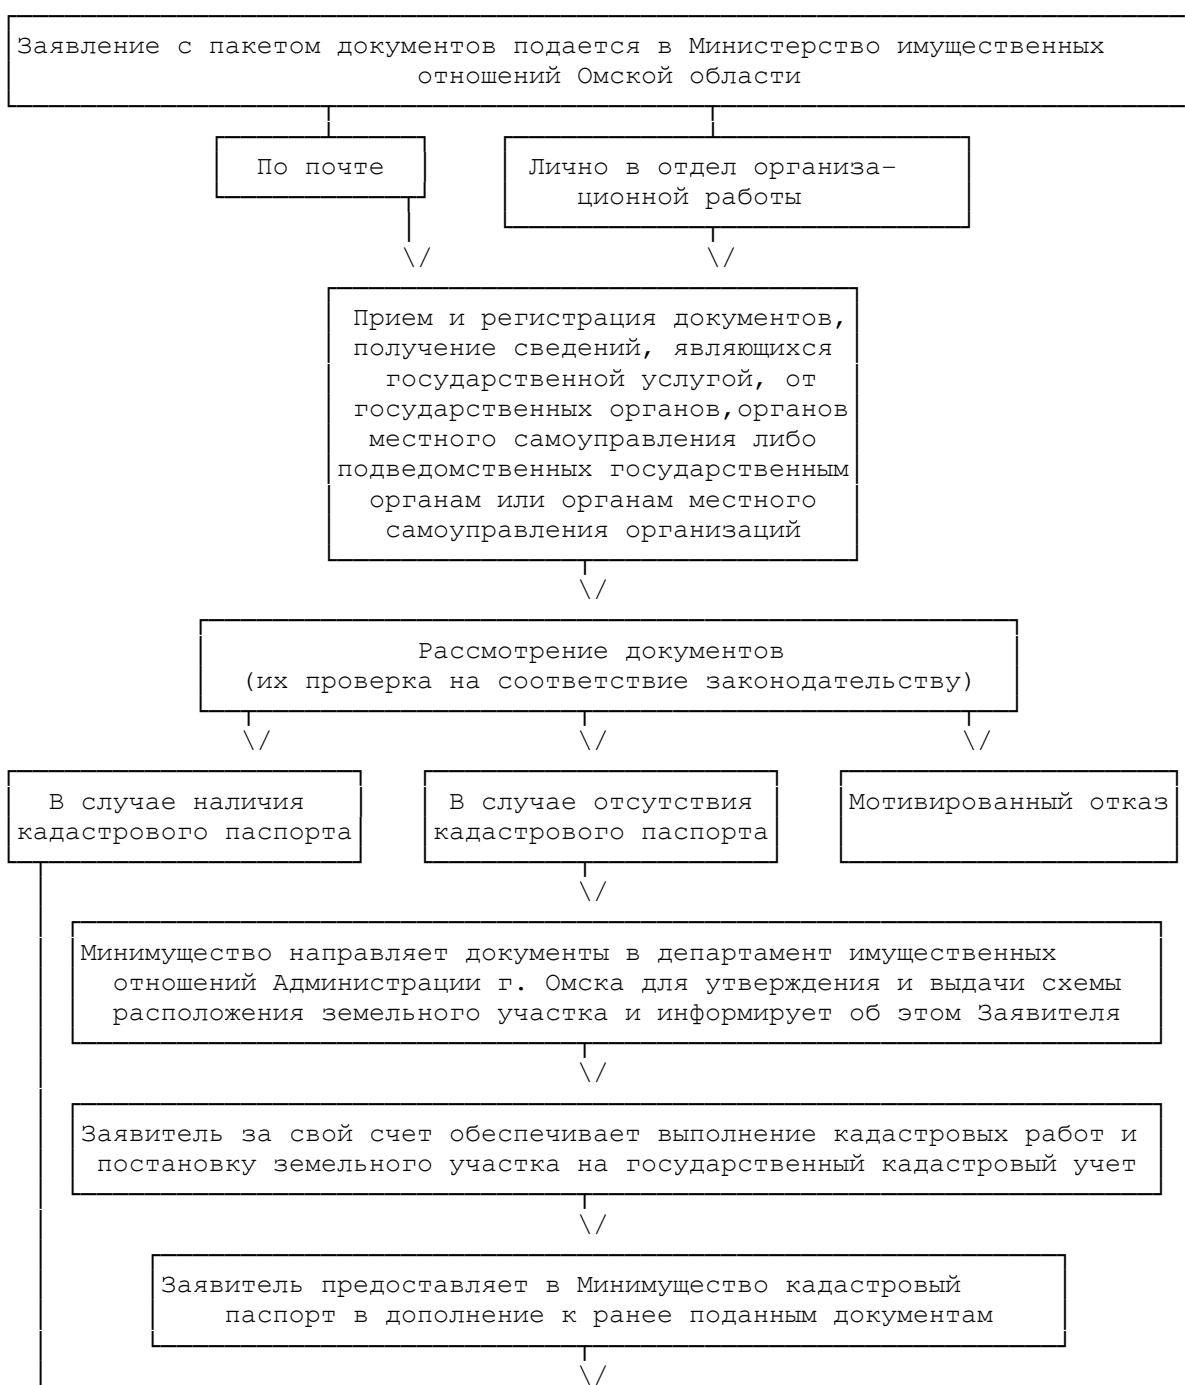 Заявление с пакетом документов подается в Министерство имущественных
отношений Омской области
По почте
Лично в отдел организа-
ционной работы
Прием и регистрация документов,
получение сведений, являющихся
государственной услугой, от
государственных органов,органов
местного самоуправления либо
подведомственных государственным
органам или органам местного
самоуправления организаций
Рассмотрение документов
(их проверка на соответствие законодательству)
В случае наличия
кадастрового паспорта
В случае отсутствия
кадастрового паспорта
Мотивированный отказ
Минимущество направляет документы в департамент имущественных
отношений Администрации г. Омска для утверждения и выдачи схемы
расположения земельного участка и информирует об этом Заявителя
Заявитель за свой счет обеспечивает выполнение кадастровых работ и
постановку земельного участка на государственный кадастровый учет
Заявитель предоставляет в Минимущество кадастровый
паспорт в дополнение к ранее поданным документам